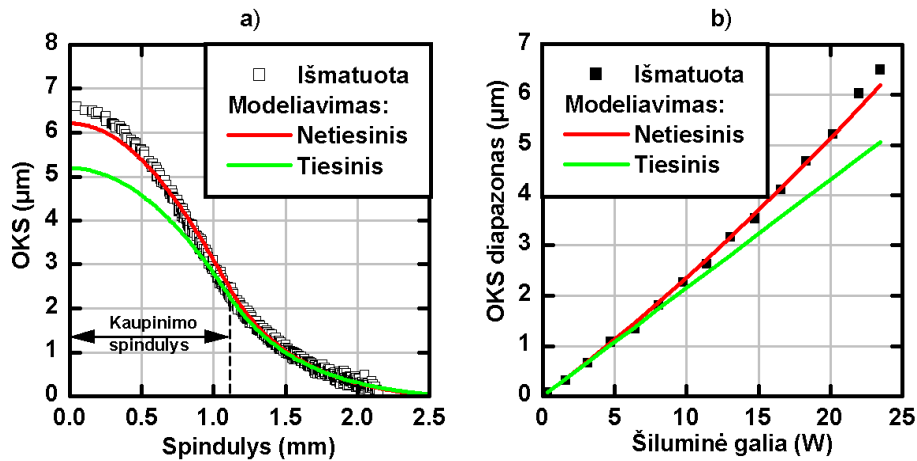 a)
OKS (µm)
8
7
6
5
4
3
2
1
0
Išmatuota
Modeliavimas:
Netiesinis
Tiesinis
Kaupinimo
spindulys
0.0 0.5 1.0 1.5 2.0 2.5
Spindulys (mm)
b)
OKS diapazonas (µm)
7
6
5
4
3
2
1
0
Išmatuota
Modeliavimas:
Netiesinis
Tiesinis
0 5 10 15 20 25
Šiluminė galia (W)